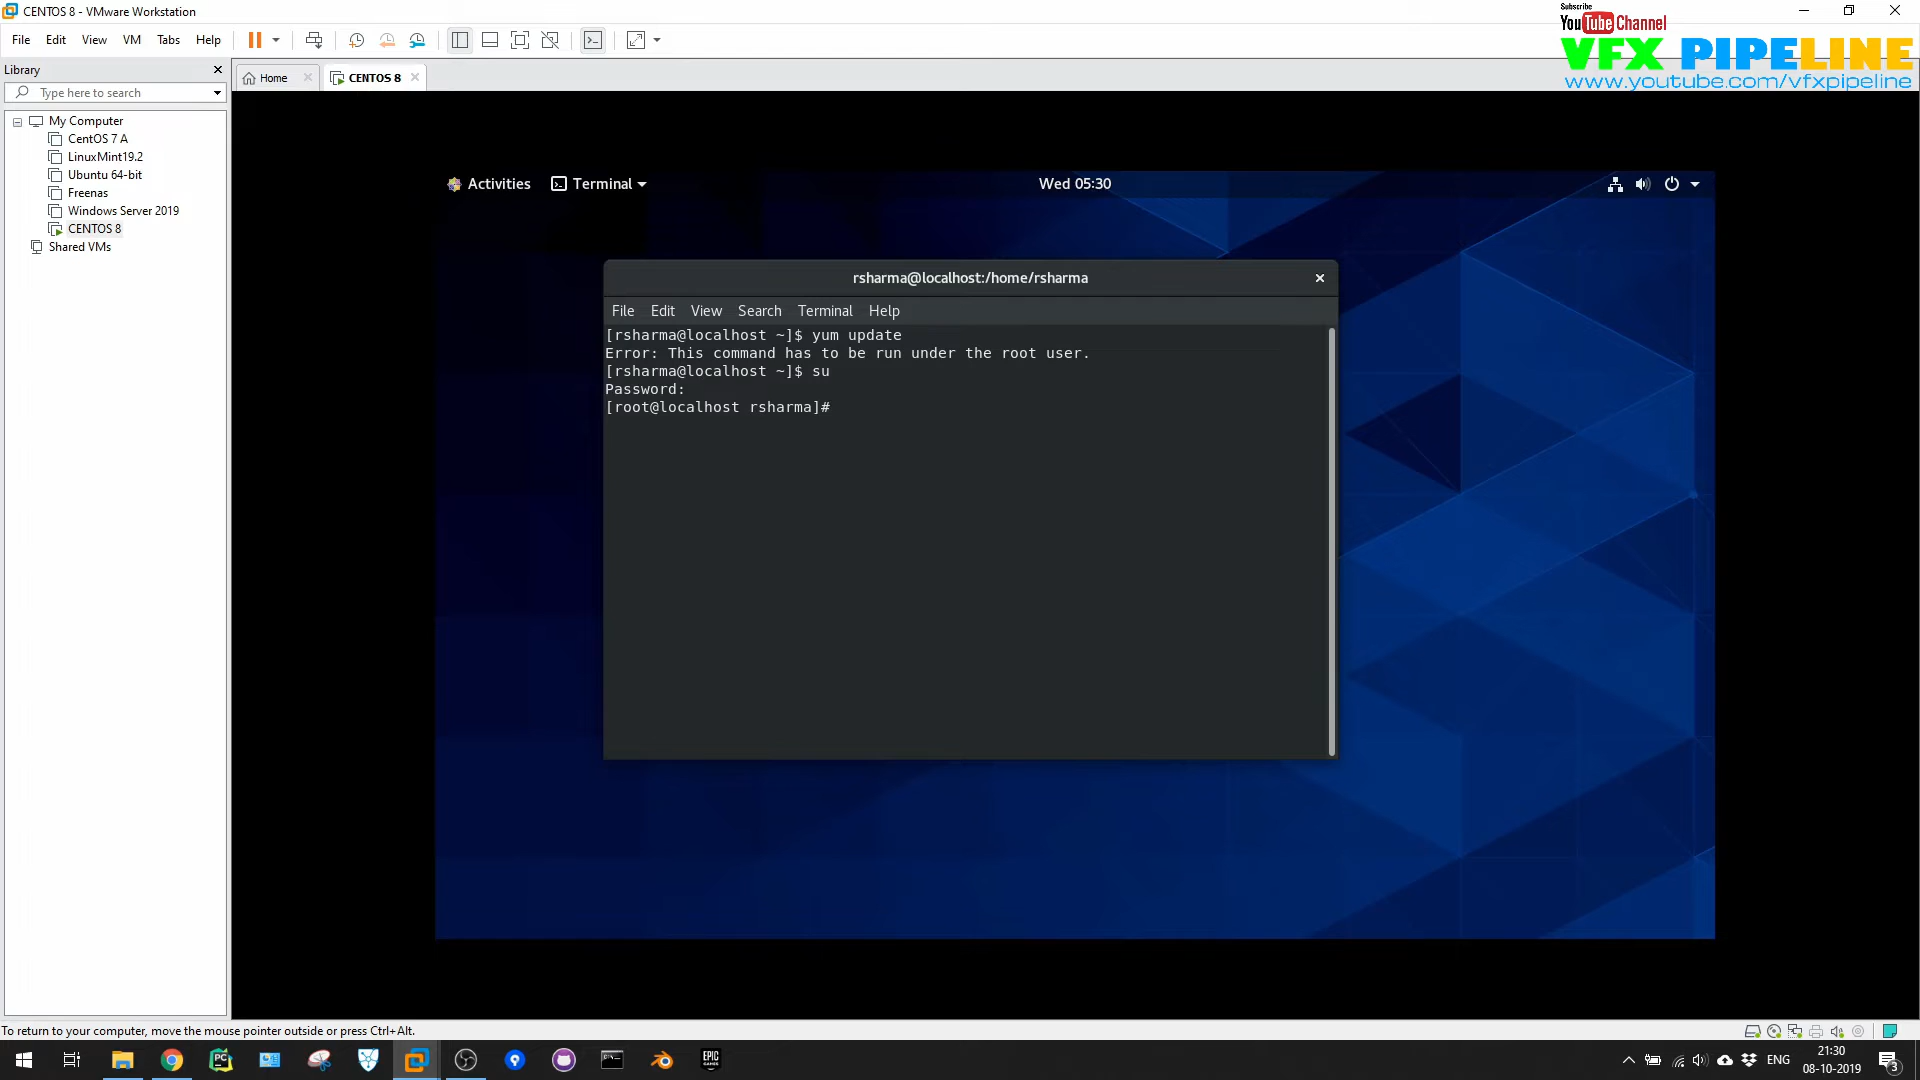 CENTOS 8 - VMware Workstation
Subscribe
YouTube Channel
VFX PIPELINE
www.youtube.com/vfxpipeline
File Edit View VM Tabs Help
Library
Home
CENTOS 8
Type here to search
My Computer
CentOS 7 A
LinuxMint19.2
Ubuntu 64-bit
Freenas
Windows Server 2019
CENTOS 8
Shared VMs
Activities
Terminal
Wed 05:30
rsharma@localhost:/home/rsharma
File Edit View Search Terminal Help
[rsharma@localhost ~]$ yum update
Error: This command has to be run under the root user.
[rsharma@localhost ~]$ su
Password:
[root@localhost rsharma]#
To return to your computer, move the mouse pointer outside or press Ctrl+Alt.
PC
EPIC
GAMES
ENG
21:30
08-10-2019
3